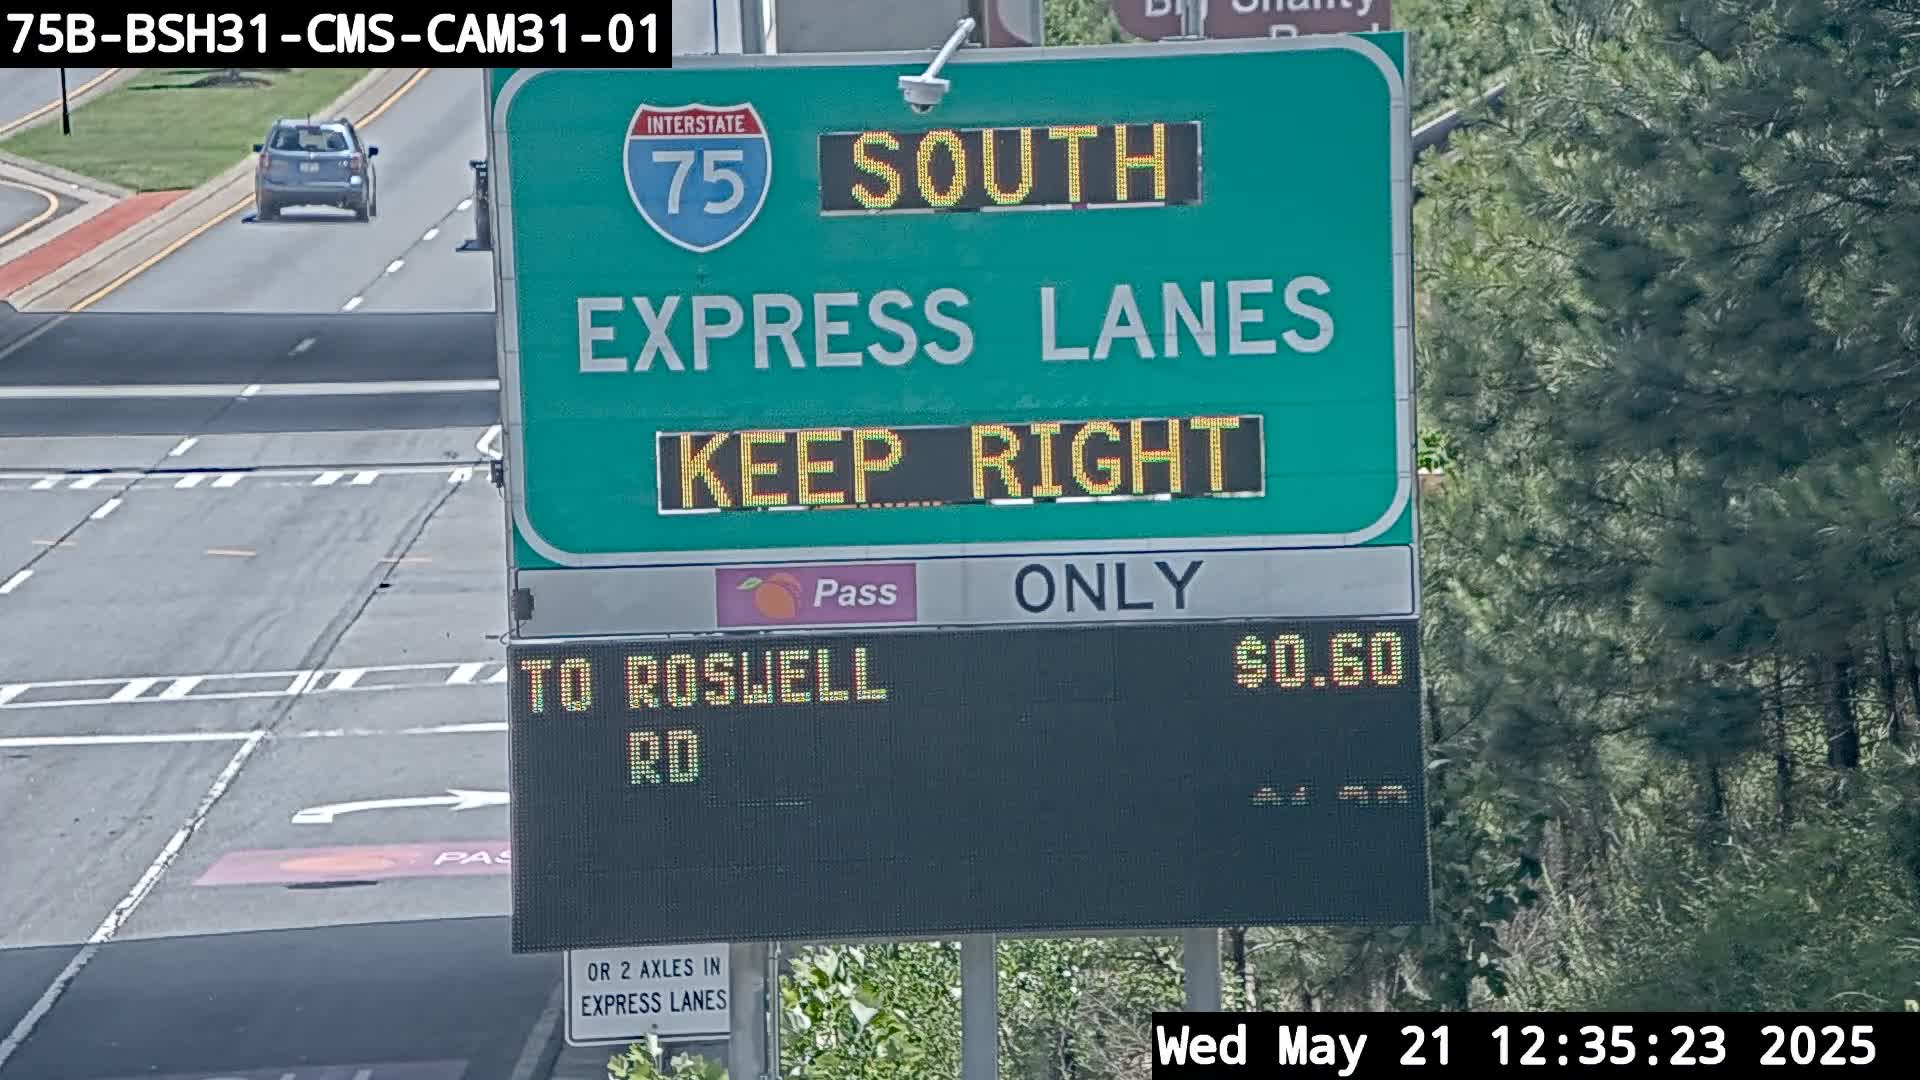 75B-BSH31-CMS-CAM31-01
Shanty
INTERSTATE
75
SOUTH
EXPRESS LANES
KEEP RIGHT
Pass ONLY
TO ROSWELL $0.60
RD
OR 2 AXLES IN
EXPRESS LANES
Wed May 21 12:35:23 2025